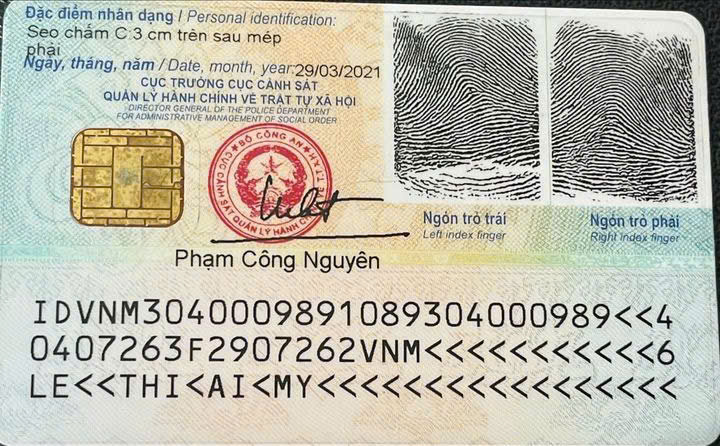 Đặc điểm nhân dạng / Personal identification:
Seo chấm C:3 cm trên sau mép
phải
Ngày, tháng, năm / Date, month, year:29/03/2021
CỤC TRƯỞNG CỤC CẢNH SÁT
QUẢN LÝ HÀNH CHÍNH VỀ TRẬT TỰ XÃ HỘI
DIRECTOR GENERAL OF THE POLICE DEPARTMENT
FOR ADMINISTRATIVE MANAGEMENT OF SOCIAL ORDER
BỘ CÔNG AN
CỤC CẢNH SÁT QUẢN LÝ HÀNH
Ngón trỏ trái
Left index finger
Ngón trỏ phải
Right index finger
Phạm Công Nguyên
IDVNM3040009891089304000989<<4
0407263F2907262VNM<<<<<<<<<<<6
LE<<THI<AI<MY<<<<<<<<<<<<<<<<<